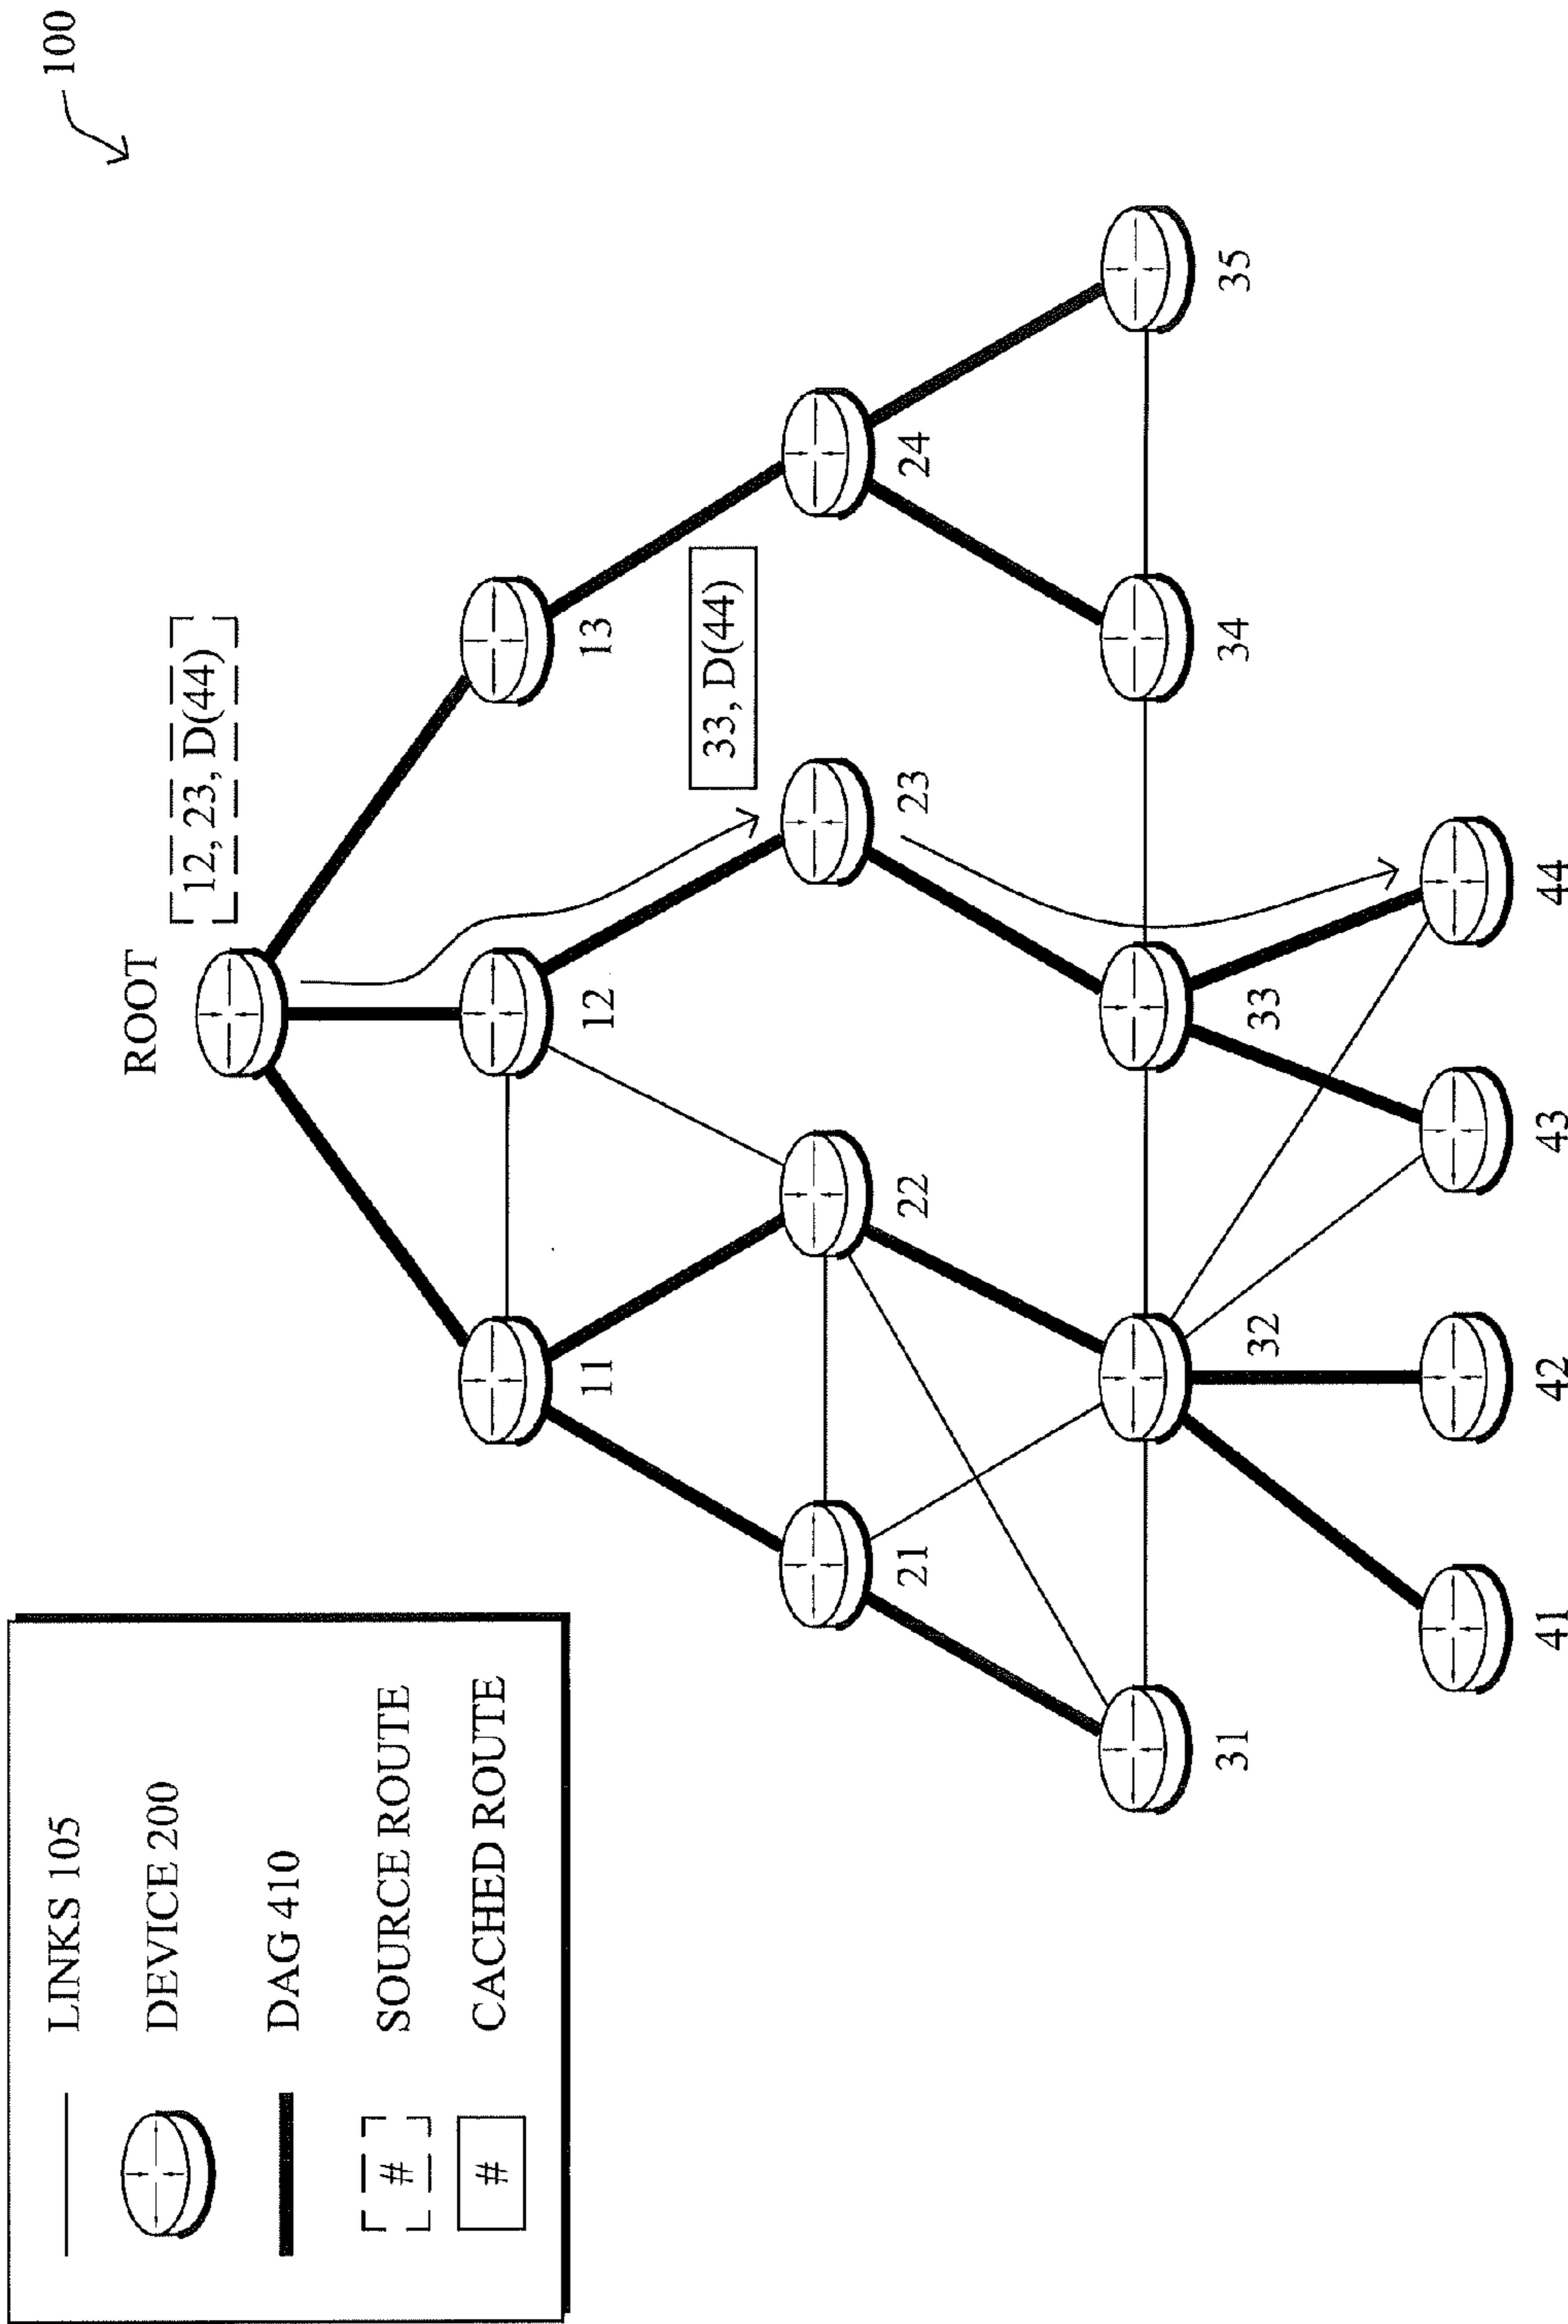 LINKS 105
DEVICE 200
DAG 410
# SOURCE ROUTE
# CACHED ROUTE
100
ROOT
12, 23, D(44)
11
12
13
33, D(44)
21
22
23
24
31
32
33
34
35
41
42
43
44